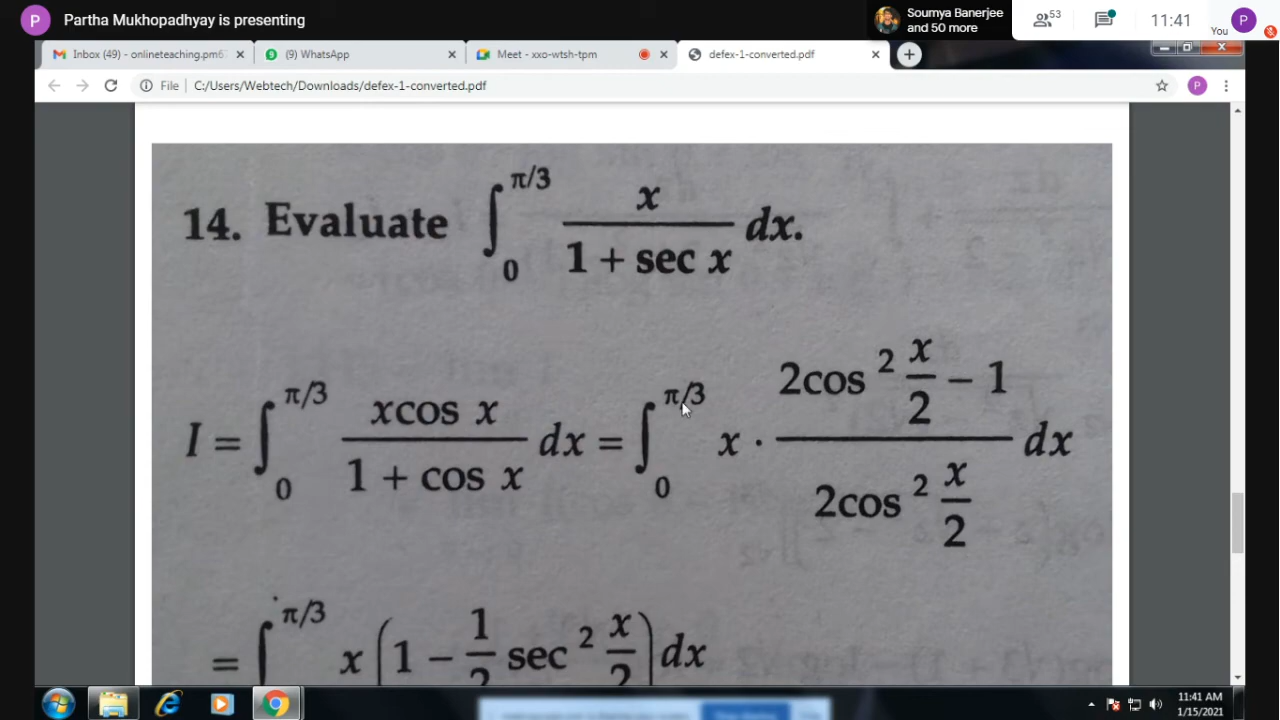 Partha Mukhopadhyay is presenting
Soumya Banerjee
and 50 more
53
11:41
You
Inbox (49) - onlineteaching.pm6
(9) WhatsApp
Meet - xxo-wtsh-tpm
defex-1-converted.pdf
File | C:/Users/Webtech/Downloads/defex-1-converted.pdf
14. Evaluate ∫₀^{π/3} x/(1 + sec x) dx.
I = ∫₀^{π/3} xcos x/(1 + cos x) dx = ∫₀^{π/3} x · (2cos² x/2 − 1)/(2cos² x/2) dx
= ∫^{π/3} x(1 − 1/2 sec² x/2) dx
11:41 AM
1/15/2021